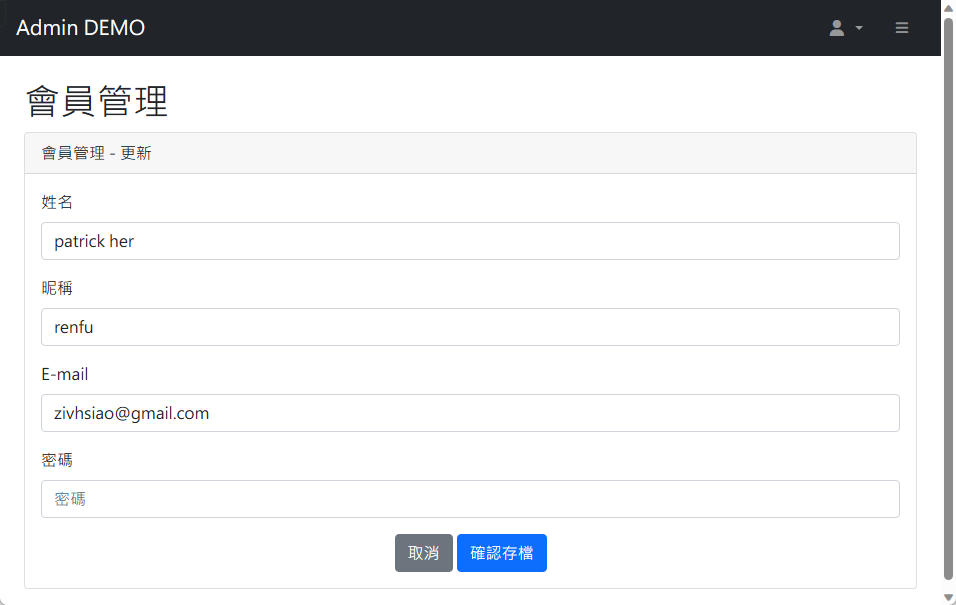 Admin DEMO
會員管理
會員管理 - 更新
姓名
patrick her
昵稱
renfu
E-mail
zivhsiao@gmail.com
密碼
密碼
取消 確認存檔